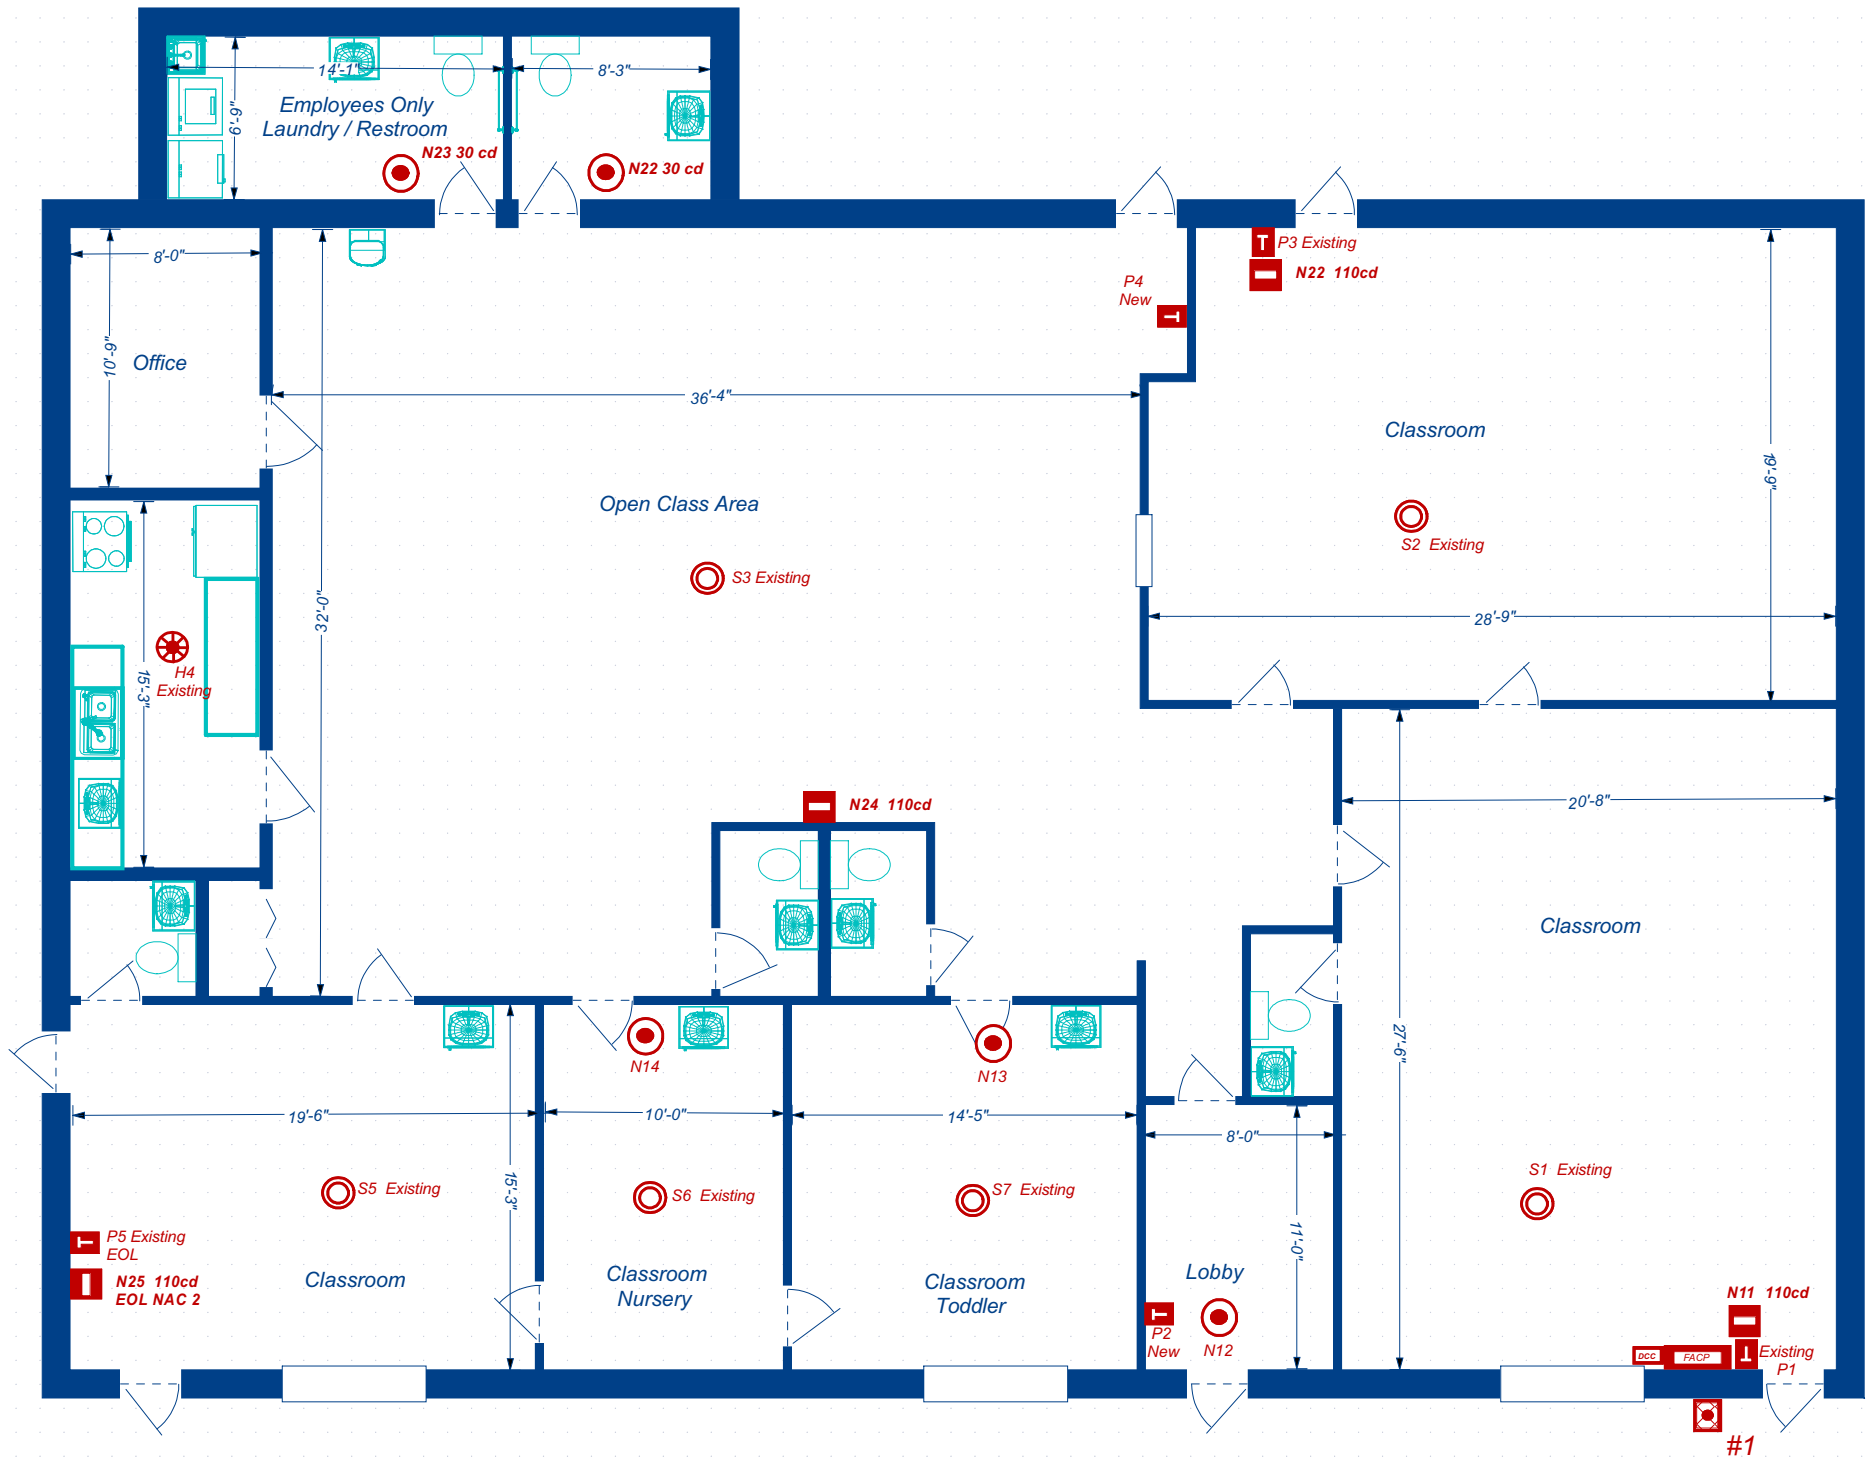 14'-1"
8'-3"
Employees Only
Laundry / Restroom
9'-6"
N23 30 cd
N22 30 cd
8'-0"
P3 Existing
N22 110cd
P4
New
10'-9"
Office
36'-4"
Classroom
19'-9"
Open Class Area
S2 Existing
S3 Existing
32'-0"
28'-9"
H4
Existing
15'-3"
N24 110cd
20'-8"
Classroom
27'-6"
N14
N13
19'-6"
10'-0"
14'-5"
8'-0"
S1 Existing
S5 Existing
15'-3"
S6 Existing
S7 Existing
11'-0"
P5 Existing
EOL
N25 110cd
EOL NAC 2
Classroom
Classroom
Nursery
Classroom
Toddler
Lobby
P2
New
N12
N11 110cd
DCC
FACP
Existing
P1
#1